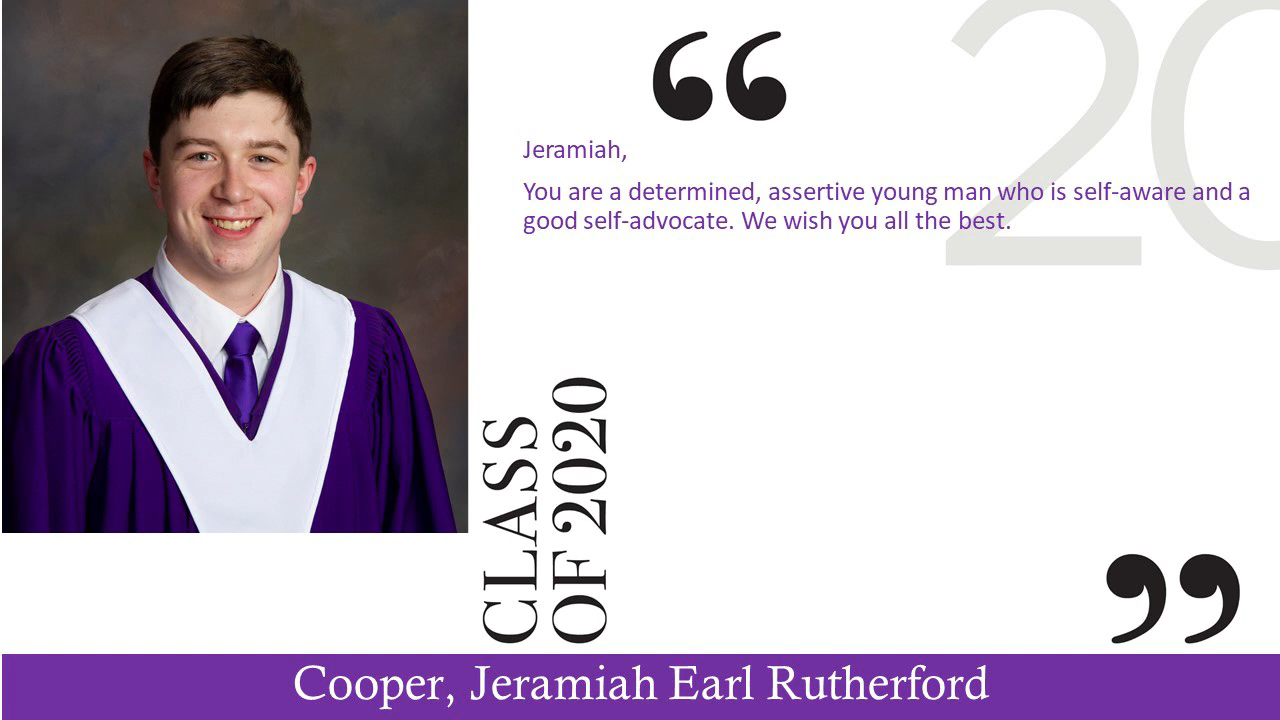 20
“
Jeramiah,
You are a determined, assertive young man who is self-aware and a
good self-advocate. We wish you all the best.
CLASS
OF 2020
”
Cooper, Jeramiah Earl Rutherford